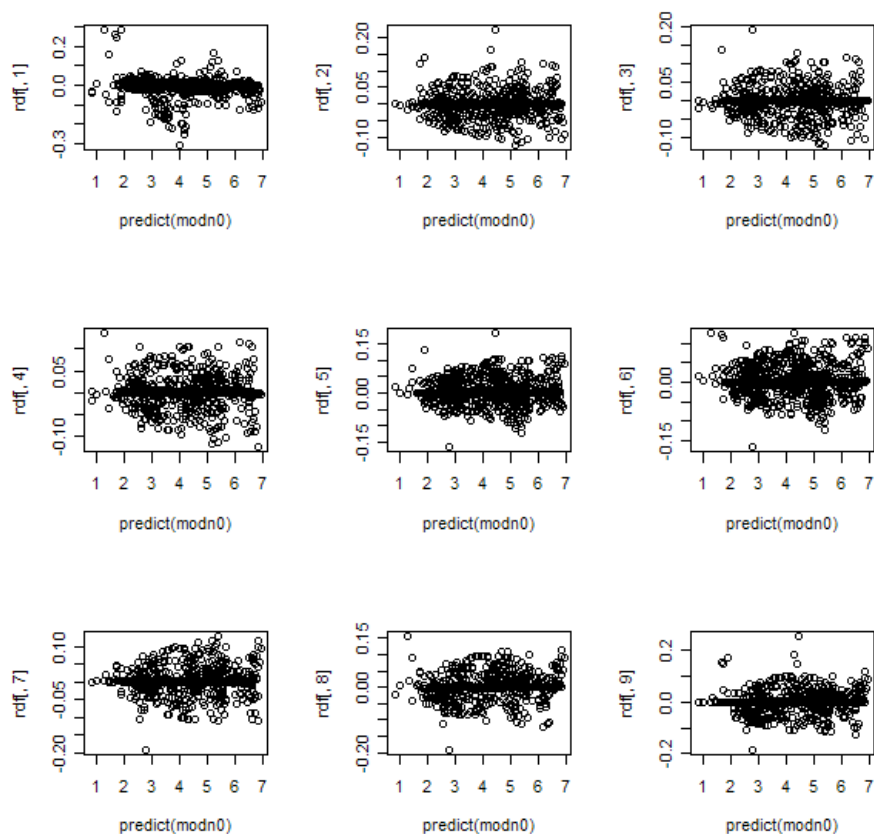 rdf[, 1]
-0.3 0.0 0.2
1 2 3 4 5 6 7
predict(modn0)
rdf[, 2]
-0.10 0.05 0.20
1 2 3 4 5 6 7
predict(modn0)
rdf[, 3]
-0.10 0.05 0.20
1 2 3 4 5 6 7
predict(modn0)
rdf[, 4]
-0.10 0.05
1 2 3 4 5 6 7
predict(modn0)
rdf[, 5]
-0.15 0.00 0.15
1 2 3 4 5 6 7
predict(modn0)
rdf[, 6]
-0.15 0.00
1 2 3 4 5 6 7
predict(modn0)
rdf[, 7]
-0.20 -0.05 0.10
1 2 3 4 5 6 7
predict(modn0)
rdf[, 8]
-0.20 0.00 0.15
1 2 3 4 5 6 7
predict(modn0)
rdf[, 9]
-0.2 0.0 0.2
1 2 3 4 5 6 7
predict(modn0)